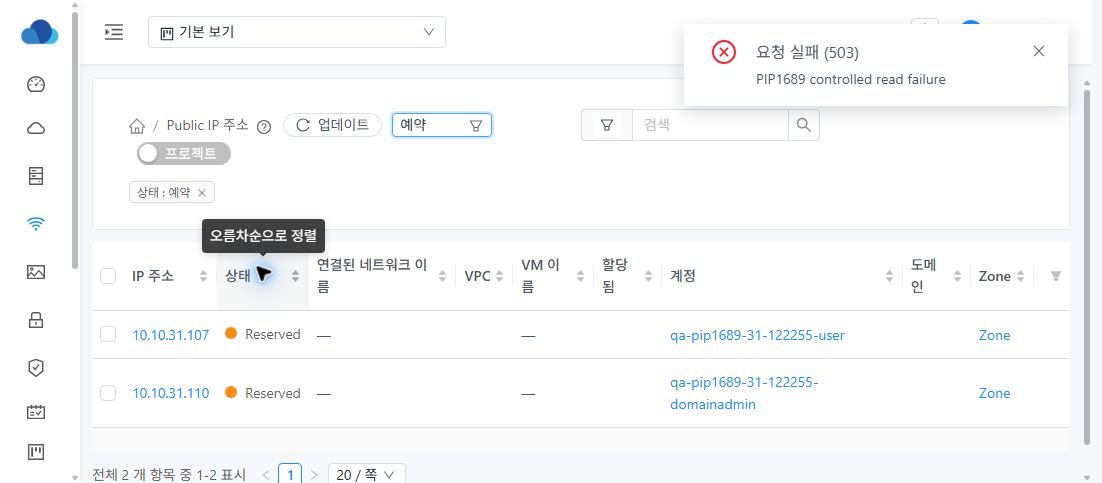 기본 보기
요청 실패 (503)
PIP1689 controlled read failure
/ Public IP 주소
업데이트
예약
검색
프로젝트
상태 : 예약
오름차순으로 정렬
IP 주소
상태
연결된 네트워크 이
름
VPC
VM 이
름
할당
됨
계정
도메
인
Zone
10.10.31.107 Reserved — — qa-pip1689-31-122255-user Zone
10.10.31.110 Reserved — — qa-pip1689-31-122255-
domainadmin
Zone
전체 2 개 항목 중 1-2 표시 < 1 > 20 / 쪽